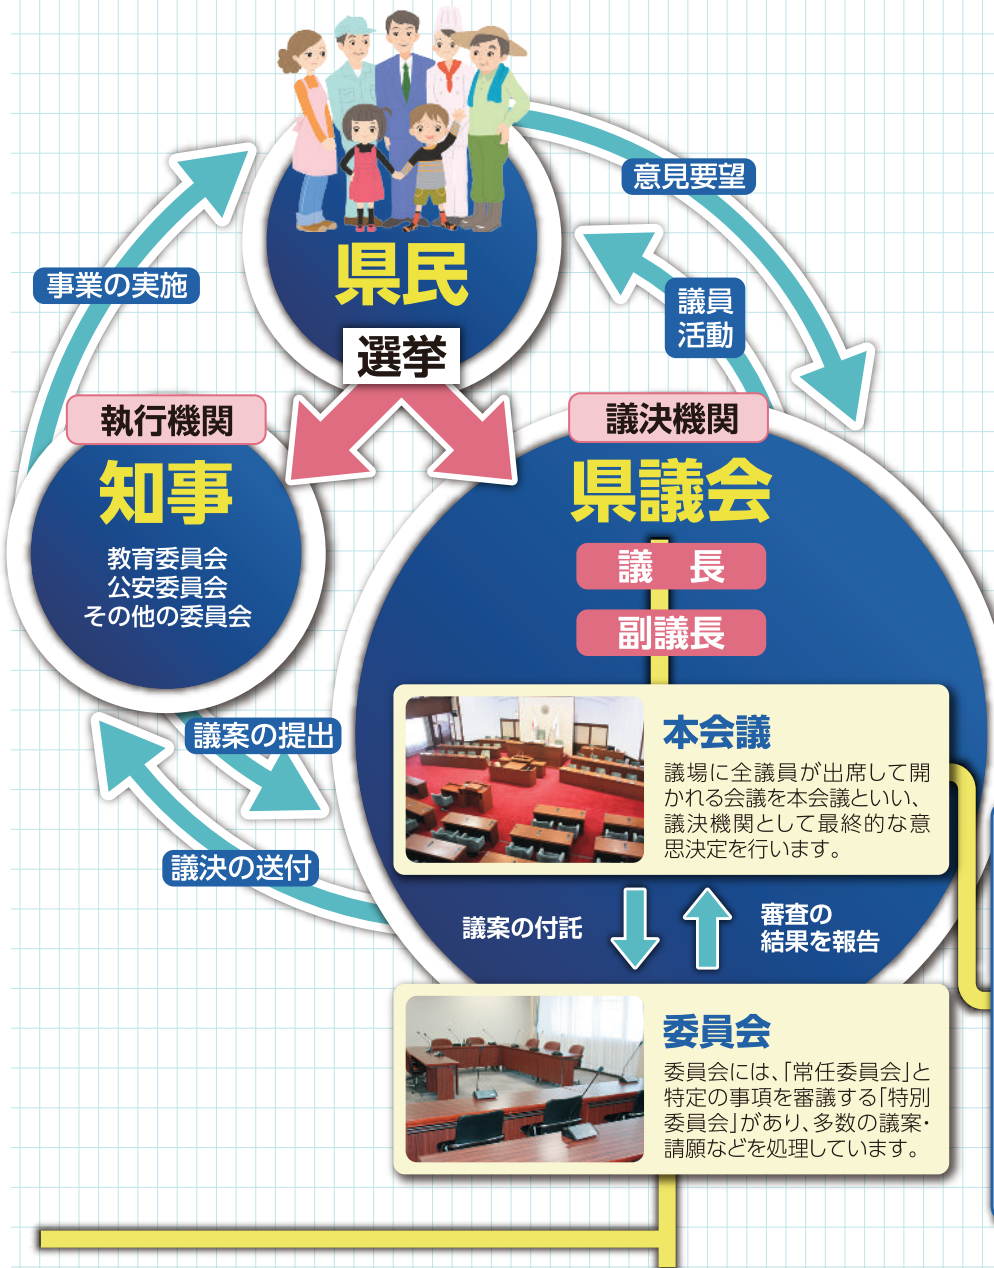 県民
選挙
意見要望
議員
活動
事業の実施
執行機関
知事
教育委員会
公安委員会
その他の委員会
議決機関
県議会
議　長
副議長
議案の提出
議決の送付
本会議
議場に全議員が出席して開
かれる会議を本会議といい、
議決機関として最終的な意
思決定を行います。
議案の付託
審査の
結果を報告
委員会
委員会には、「常任委員会」と
特定の事項を審議する「特別
委員会」があり、多数の議案・
請願などを処理しています。